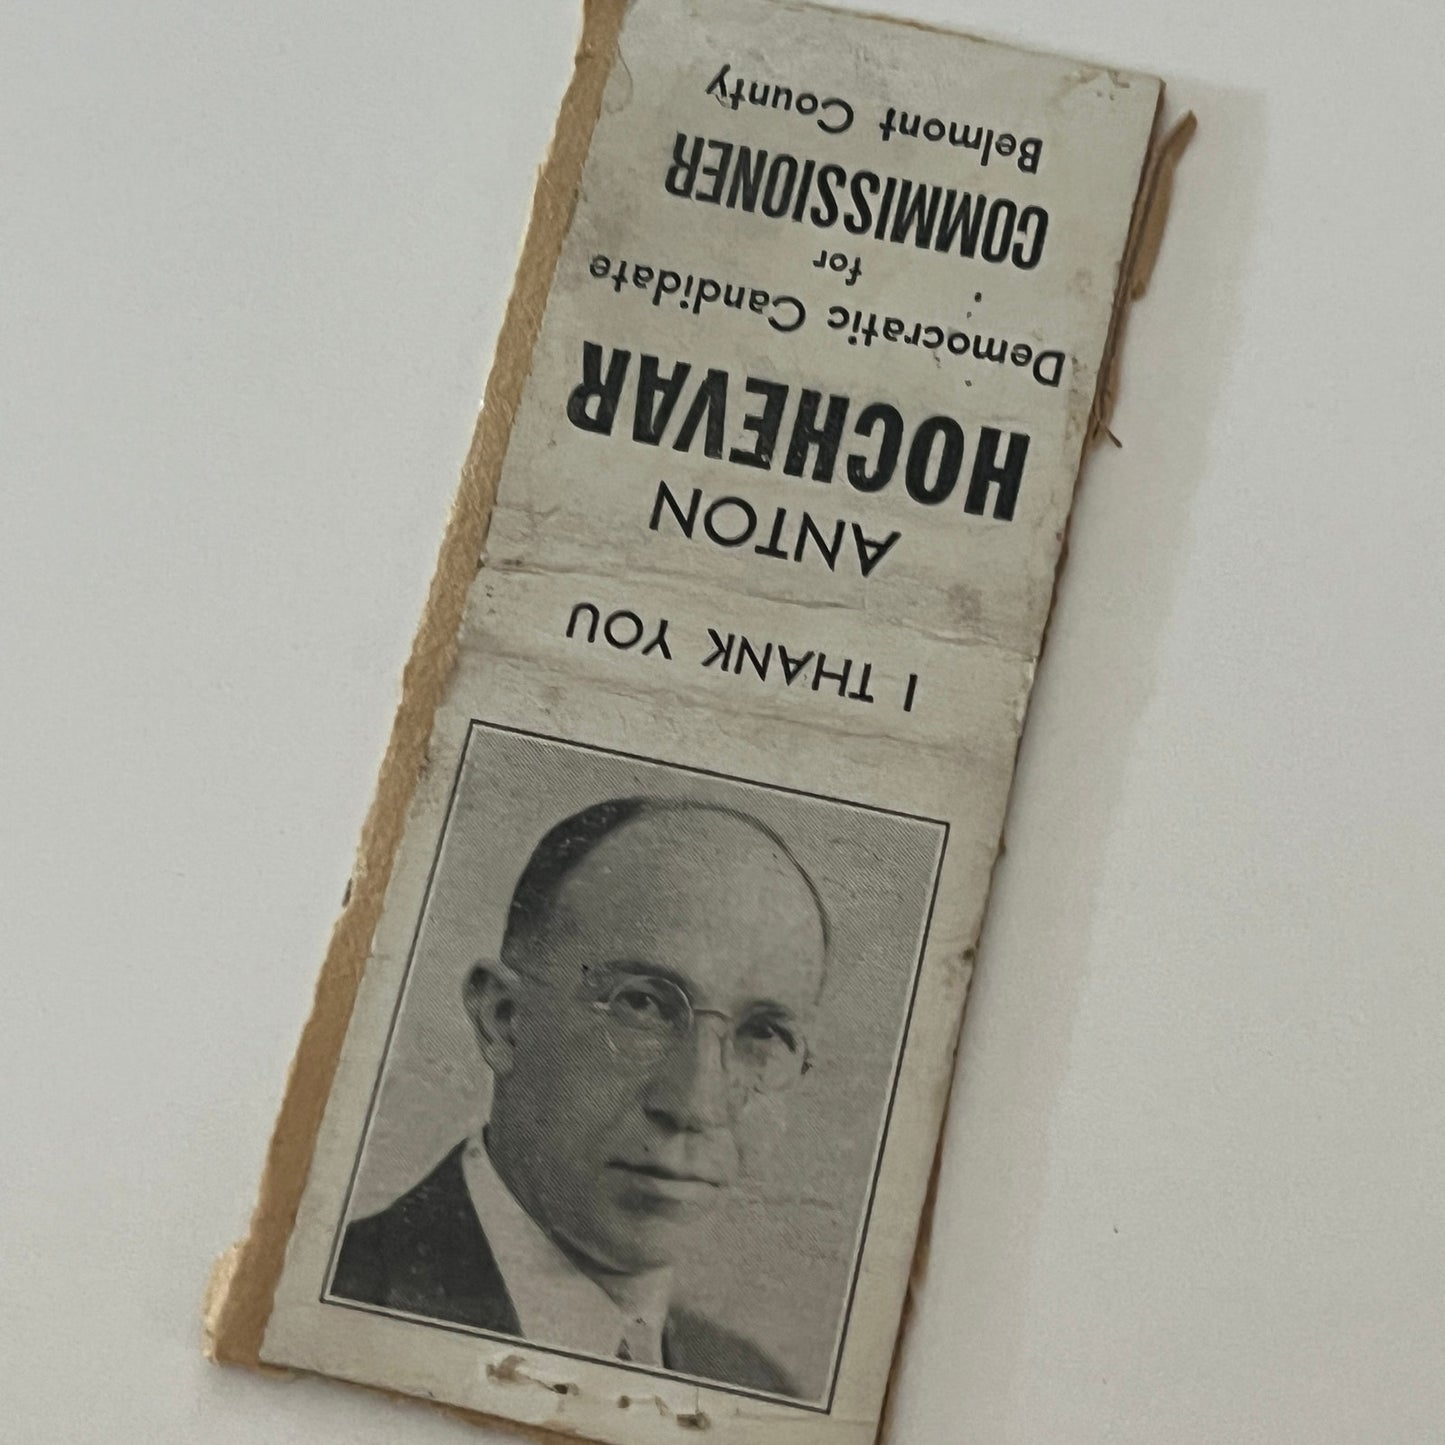 I THANK YOU
ANTON
HOCHEVAR
Democratic Candidate
for
COMMISSIONER
Belmont County